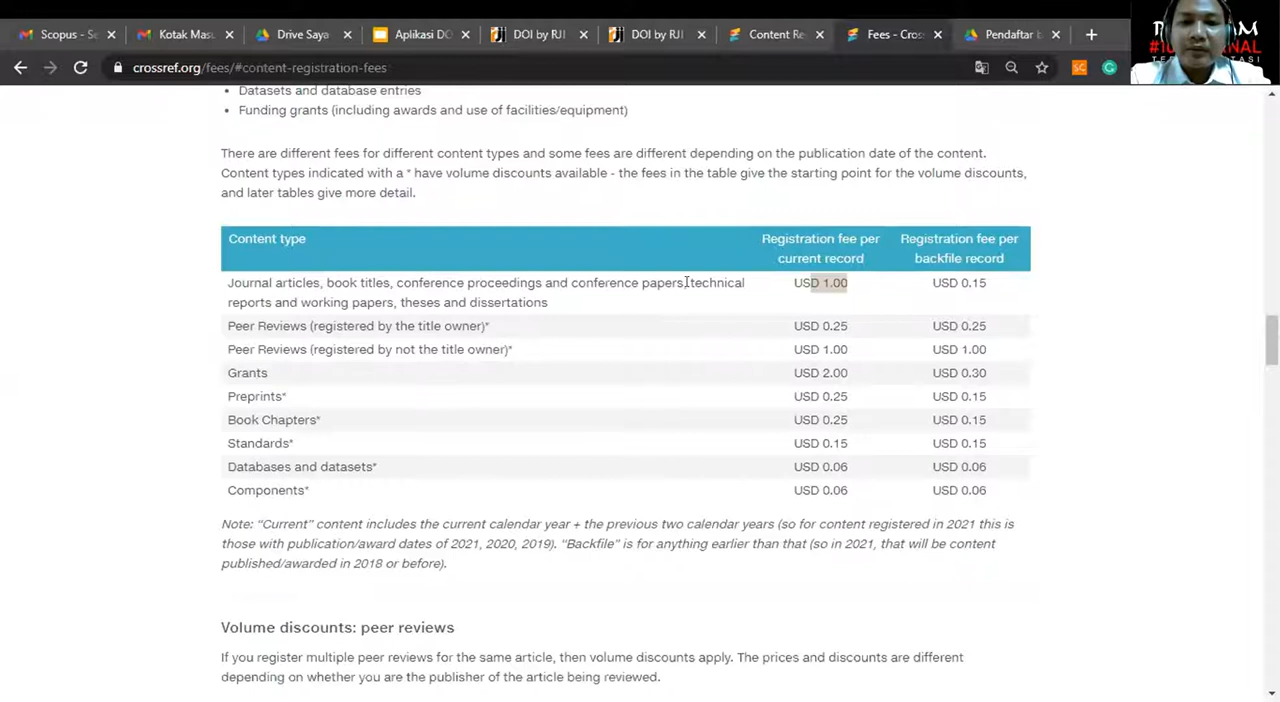 Scopus - Se
Kotak Mas
Drive Saya
Aplikasi DO
DOI by RJI
DOI by RJI
Content Re
Fees - Cros
Pendaftar b
crossref.org/fees/#content-registration-fees
SC
G
#1
NAL
• Datasets and database entries
• Funding grants (including awards and use of facilities/equipment)
There are different fees for different content types and some fees are different depending on the publication date of the content.
Content types indicated with a * have volume discounts available - the fees in the table give the starting point for the volume discounts,
and later tables give more detail.
Content type Registration fee per current record Registration fee per backfile record
Journal articles, book titles, conference proceedings and conference papers, technical USD 1.00 USD 0.15
reports and working papers, theses and dissertations
Peer Reviews (registered by the title owner)* USD 0.25 USD 0.25
Peer Reviews (registered by not the title owner)* USD 1.00 USD 1.00
Grants USD 2.00 USD 0.30
Preprints* USD 0.25 USD 0.15
Book Chapters* USD 0.25 USD 0.15
Standards* USD 0.15 USD 0.15
Databases and datasets* USD 0.06 USD 0.06
Components* USD 0.06 USD 0.06
Note: “Current” content includes the current calendar year + the previous two calendar years (so for content registered in 2021 this is
those with publication/award dates of 2021, 2020, 2019). “Backfile” is for anything earlier than that (so in 2021, that will be content
published/awarded in 2018 or before).
Volume discounts: peer reviews
If you register multiple peer reviews for the same article, then volume discounts apply. The prices and discounts are different
depending on whether you are the publisher of the article being reviewed.